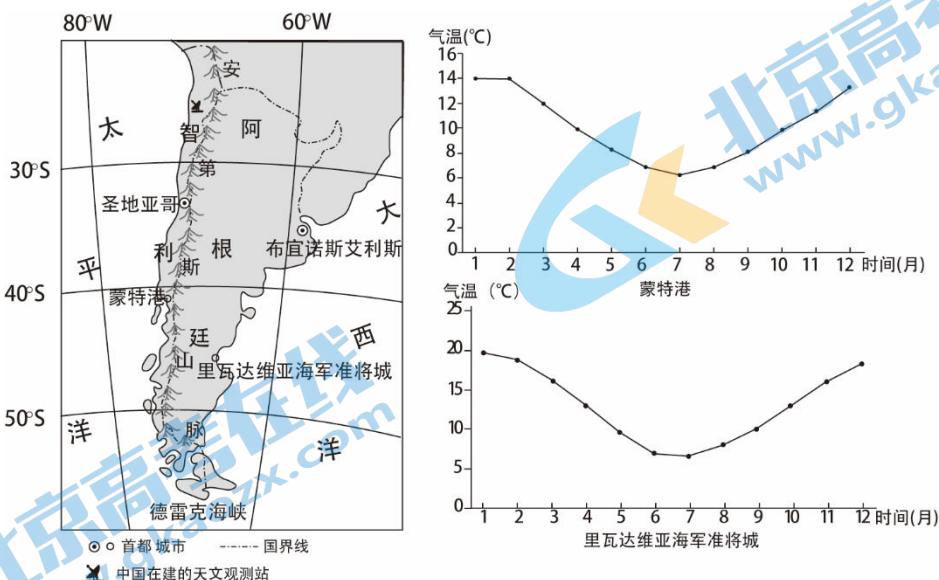 80°W
60°W
30°S
40°S
50°S
安
第
斯
山
脉
太
平
洋
大
西
洋
智
利
阿
根
廷
圣地亚哥
布宜诺斯艾利斯
蒙特港
里瓦达维亚海军准将城
德雷克海峡
首都 城市
国界线
中国在建的天文观测站
气温(℃)
16
14
12
10
8
6
4
2
0
1 2 3 4 5 6 7 8 9 10 11 12 时间(月)
蒙特港
气温（℃）
20
15
10
5
0
1 2 3 4 5 6 7 8 9 10 11 12 时间(月)
里瓦达维亚海军准将城
北京高考在线
www.gkaozx.com
北京高考
www.gka